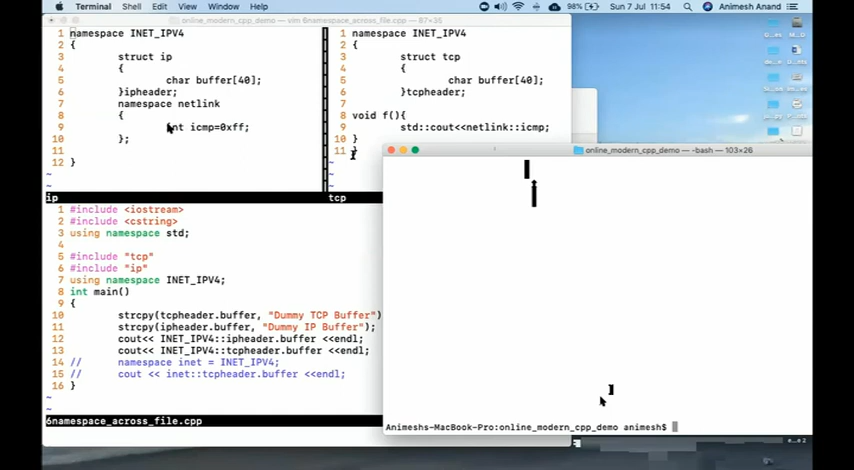 Terminal Shell Edit View Window Help
98% Sun 7 Jul 11:54 Animesh Anand
online_modern_cpp_demo — vim 6namespace_across_file.cpp — 87×35
1 namespace INET_IPV4
2 {
3 struct ip
4 {
5 char buffer[40];
6 }ipheader;
7 namespace netlink
8 {
9 int icmp=0xff;
10 };
11
12 }
~
~
ip
1 namespace INET_IPV4
2 {
3 struct tcp
4 {
5 char buffer[40];
6 }tcpheader;
7
8 void f(){
9 std::cout<<netlink::icmp;
10 }
11 }
~
tcp
1 #include <iostream>
2 #include <cstring>
3 using namespace std;
4
5 #include "tcp"
6 #include "ip"
7 using namespace INET_IPV4;
8 int main()
9 {
10 strcpy(tcpheader.buffer, "Dummy TCP Buffer")
11 strcpy(ipheader.buffer, "Dummy IP Buffer");
12 cout<< INET_IPV4::ipheader.buffer <<endl;
13 cout<< INET_IPV4::tcpheader.buffer <<endl;
14 // namespace inet = INET_IPV4;
15 // cout << inet::tcpheader.buffer <<endl;
16 }
~
~
6namespace_across_file.cpp
online_modern_cpp_demo — -bash — 103×26
Animeshs-MacBook-Pro:online_modern_cpp_demo animesh$